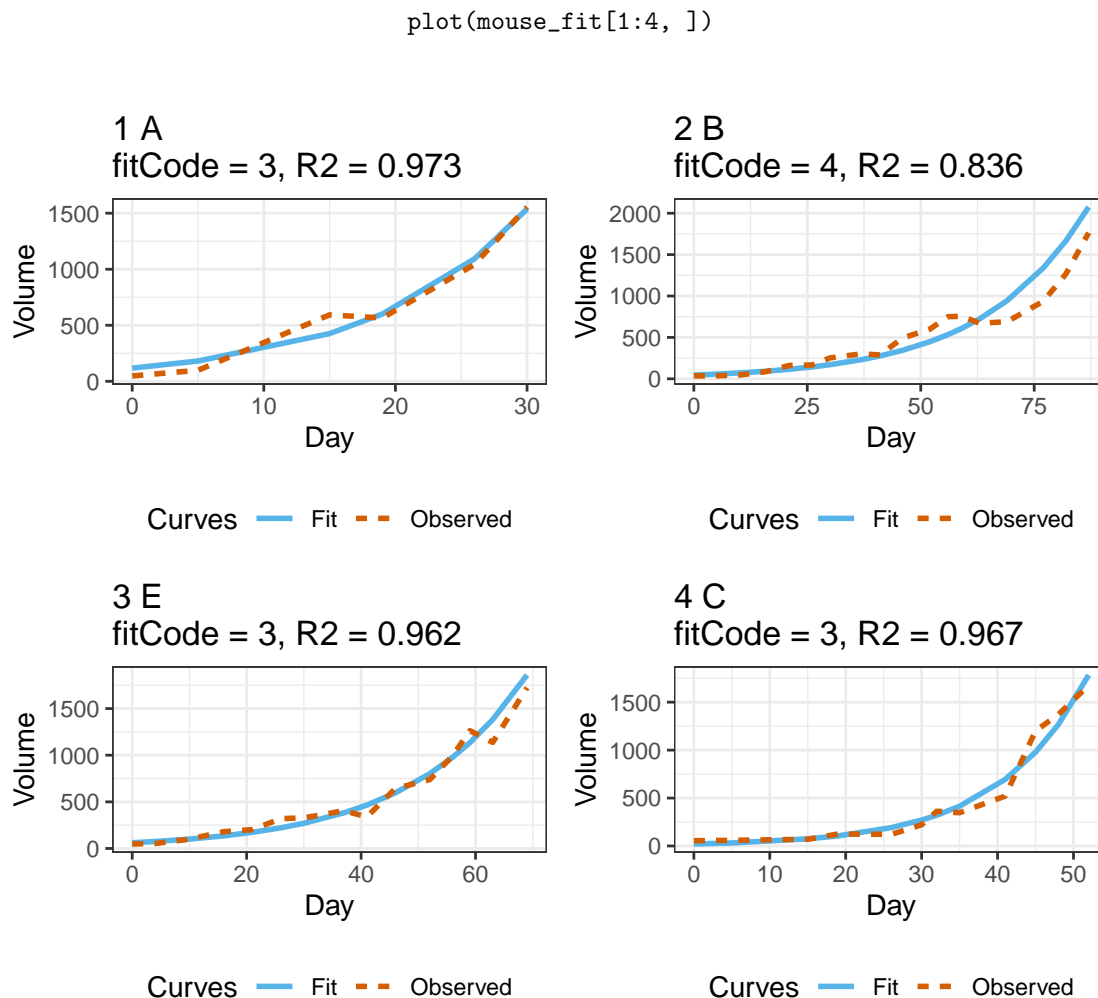 plot(mouse_fit[1:4, ])
1 A
fitCode = 3, R2 = 0.973
1500
1000
500
0
Volume
0 10 20 30
Day
Curves Fit Observed
2 B
fitCode = 4, R2 = 0.836
2000
1500
1000
500
0
Volume
0 25 50 75
Day
Curves Fit Observed
3 E
fitCode = 3, R2 = 0.962
1500
1000
500
0
Volume
0 20 40 60
Day
Curves Fit Observed
4 C
fitCode = 3, R2 = 0.967
1500
1000
500
0
Volume
0 10 20 30 40 50
Day
Curves Fit Observed